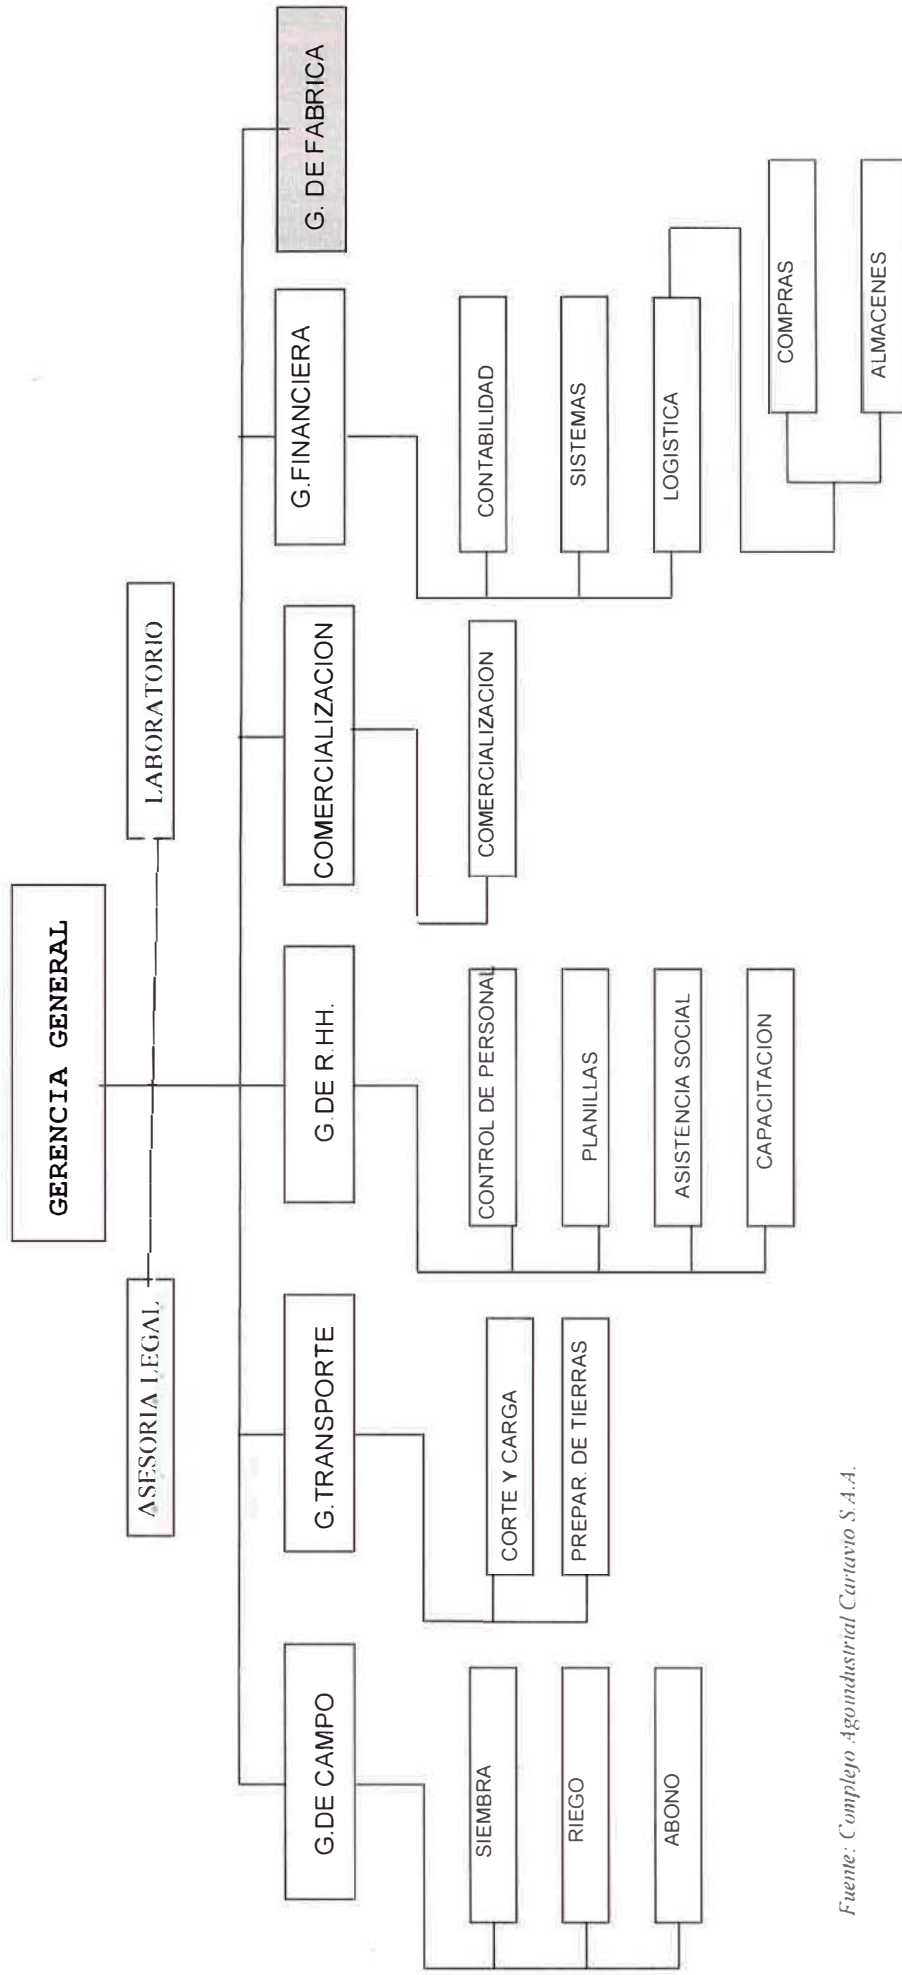 GERENCIA GENERAL
ASESORIA LEGAL
LABORATORIO
G.DE CAMPO
G.TRANSPORTE
G.DE R.HH.
COMERCIALIZACION
G.FINANCIERA
G. DE FABRICA
SIEMBRA
RIEGO
ABONO
CORTE Y CARGA
PREPAR. DE TIERRAS
CONTROL DE PERSONAL
PLANILLAS
ASISTENCIA SOCIAL
CAPACITACION
COMERCIALIZACION
CONTABILIDAD
SISTEMAS
LOGISTICA
COMPRAS
ALMACENES
Fuente: Complejo Agoindustrial Cartavio S.A.A.